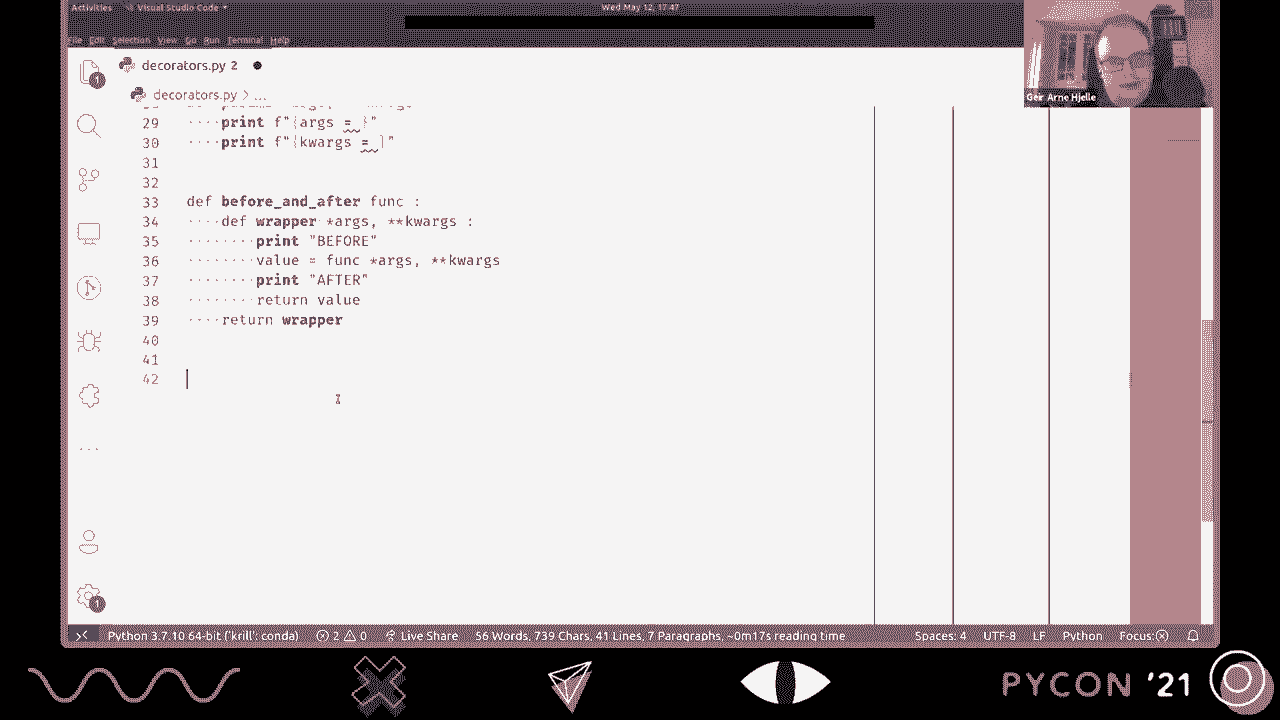 Activities Visual Studio Code Wed May 12, 17:47
File Edit Selection View Go Run Terminal Help
decorators.py 2
decorators.py > ...
Geir Arne Hjelle
29 ····print f"{args = }"
30 ····print f"{kwargs = }"
31
32
33 def before_and_after func :
34 ····def wrapper *args, **kwargs :
35 ········print "BEFORE"
36 ········value = func *args, **kwargs
37 ········print "AFTER"
38 ········return value
39 ····return wrapper
40
41
42
Python 3.7.10 64-bit ('krill': conda) 2 0 Live Share 56 Words, 739 Chars, 41 Lines, 7 Paragraphs, ~0m17s reading time Spaces: 4 UTF-8 LF Python Focus:
PYCON '21